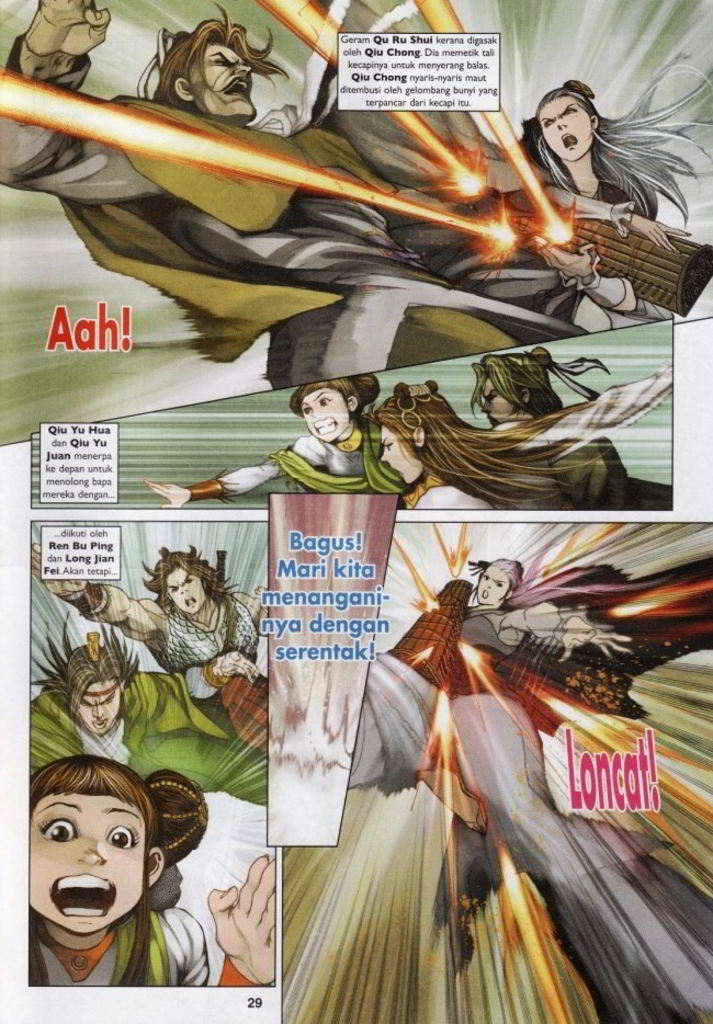 Geram Qu Ru Shui kerana digasak
oleh Qiu Chong. Dia memetik tali
kecapinya untuk menyerang balas.
Qiu Chong nyaris-nyaris maut
ditembusi oleh gelombang bunyi yang
terpancar dari kecapi itu.
Aah!
Qiu Yu Hua
dan Qiu Yu
Juan menerpa
ke depan untuk
menolong bapa
mereka dengan...
...diikuti oleh
Ren Bu Ping
dan Long Jian
Fei. Akan tetapi...
Bagus!
Mari kita
menangani-
nya dengan
serentak!
Loncat!
29